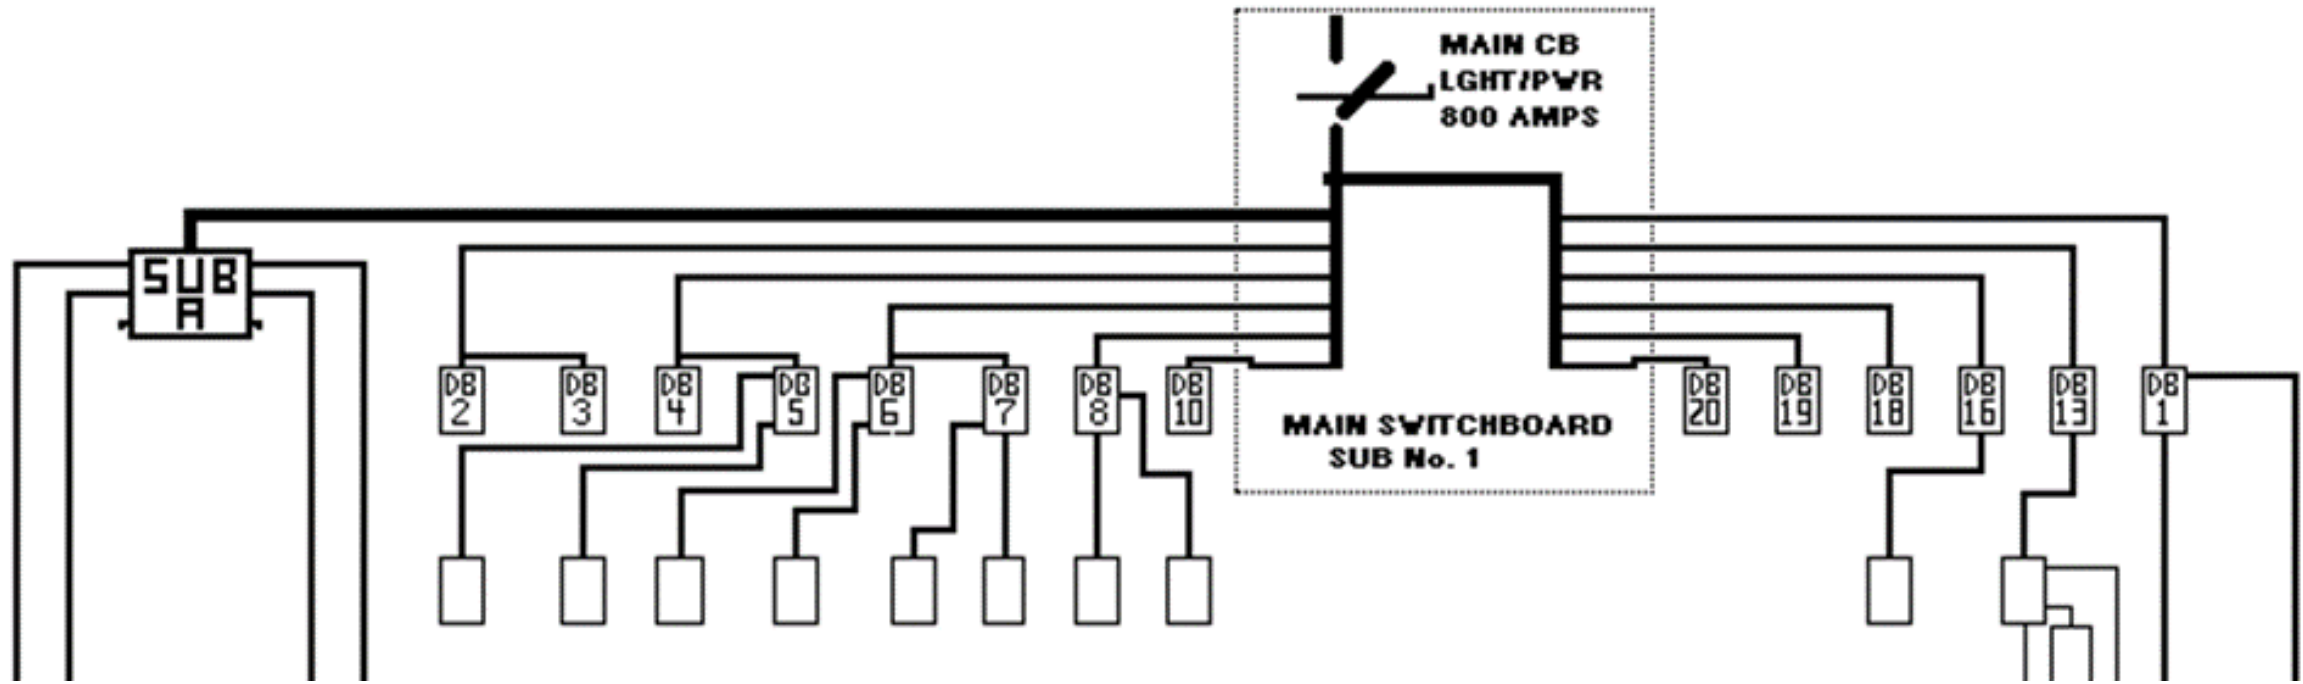 MAIN CB
LGHT/PWR
800 AMPS
SUB
A
DB
2
DB
3
DB
4
DB
5
DB
6
DB
7
DB
8
DB
10
MAIN SWITCHBOARD
SUB No. 1
DB
20
DB
19
DB
18
DB
16
DB
13
DB
1